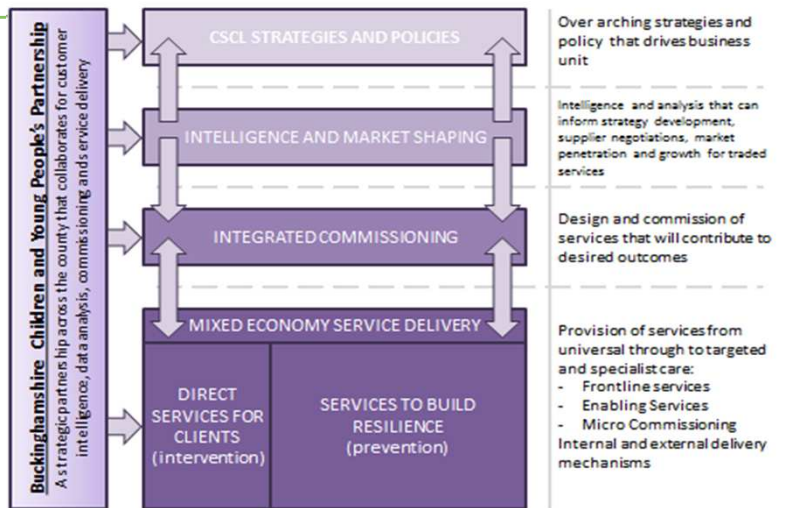 Buckinghamshire Children and Young People's Partnership
A strategic partnership across the county that collaborates for customer
intelligence, data analysis, commissioning and service delivery
CSCL STRATEGIES AND POLICIES
Over arching strategies and
policy that drives business
unit
INTELLIGENCE AND MARKET SHAPING
Intelligence and analysis that can
inform strategy development,
supplier negotiations, market
penetration and growth for traded
services
INTEGRATED COMMISSIONING
Design and commission of
services that will contribute to
desired outcomes
MIXED ECONOMY SERVICE DELIVERY
DIRECT
SERVICES FOR
CLIENTS
(intervention)
SERVICES TO BUILD
RESILIENCE
(prevention)
Provision of services from
universal through to targeted
and specialist care:
- Frontline services
- Enabling Services
- Micro Commissioning
Internal and external delivery
mechanisms